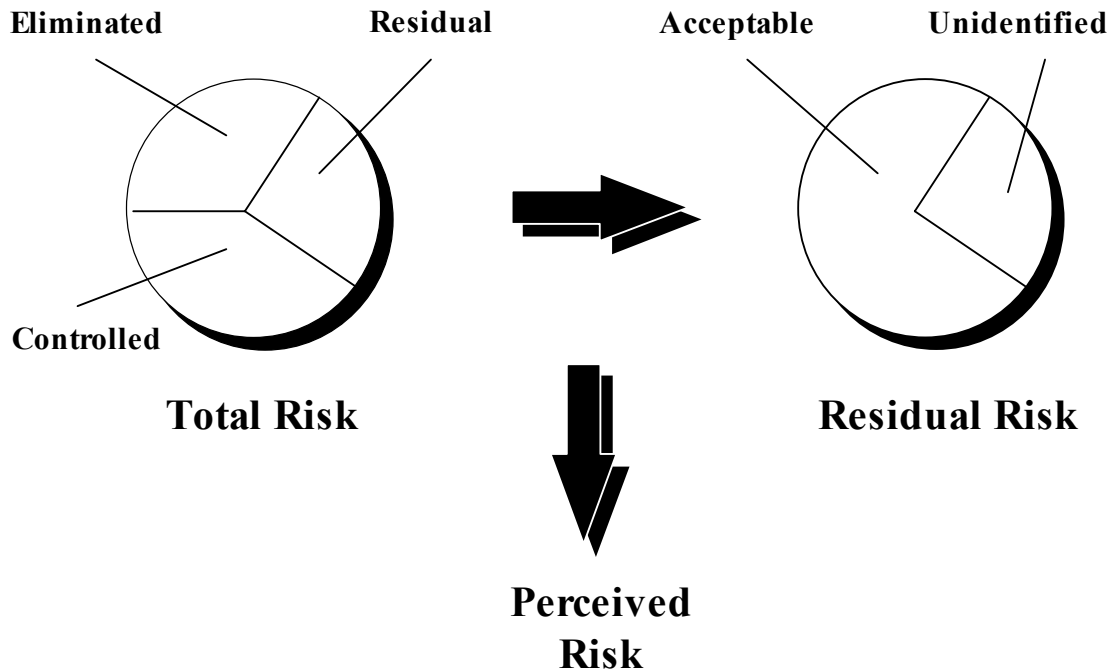 Eliminated
Residual
Acceptable
Unidentified
Controlled
Total Risk
Residual Risk
Perceived
Risk